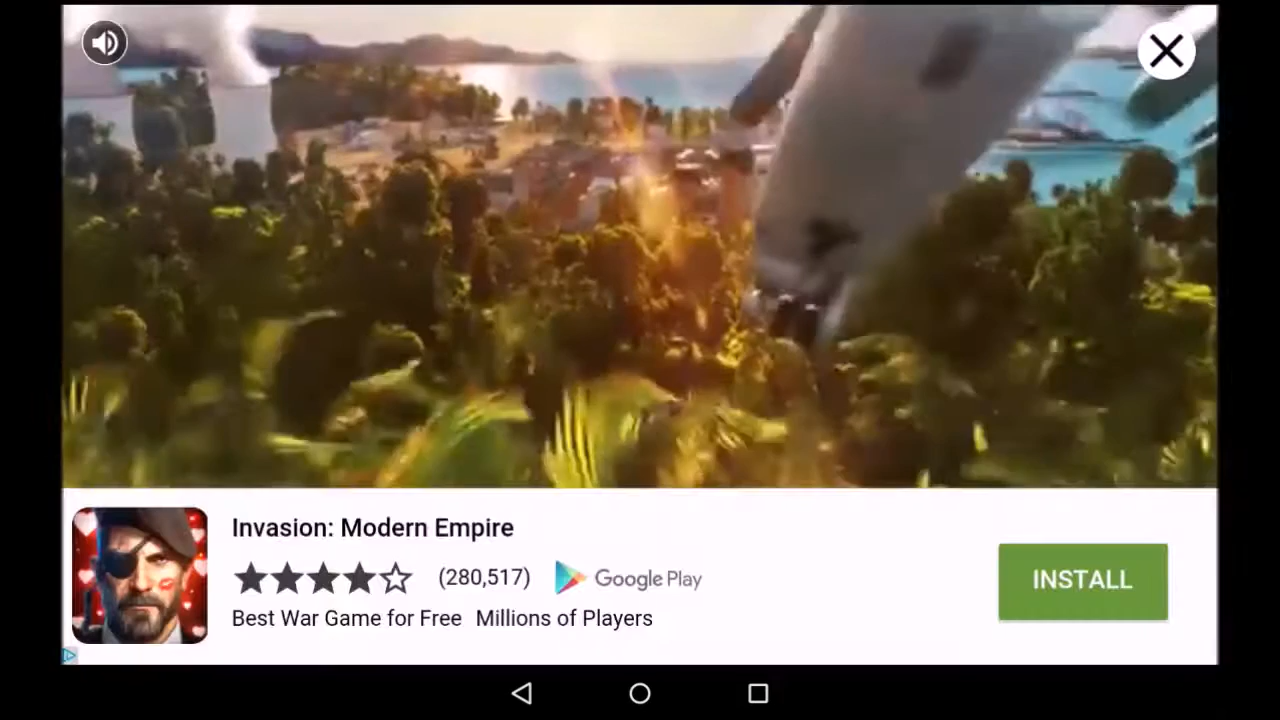 Invasion: Modern Empire
(280,517) Google Play
INSTALL
Best War Game for Free Millions of Players